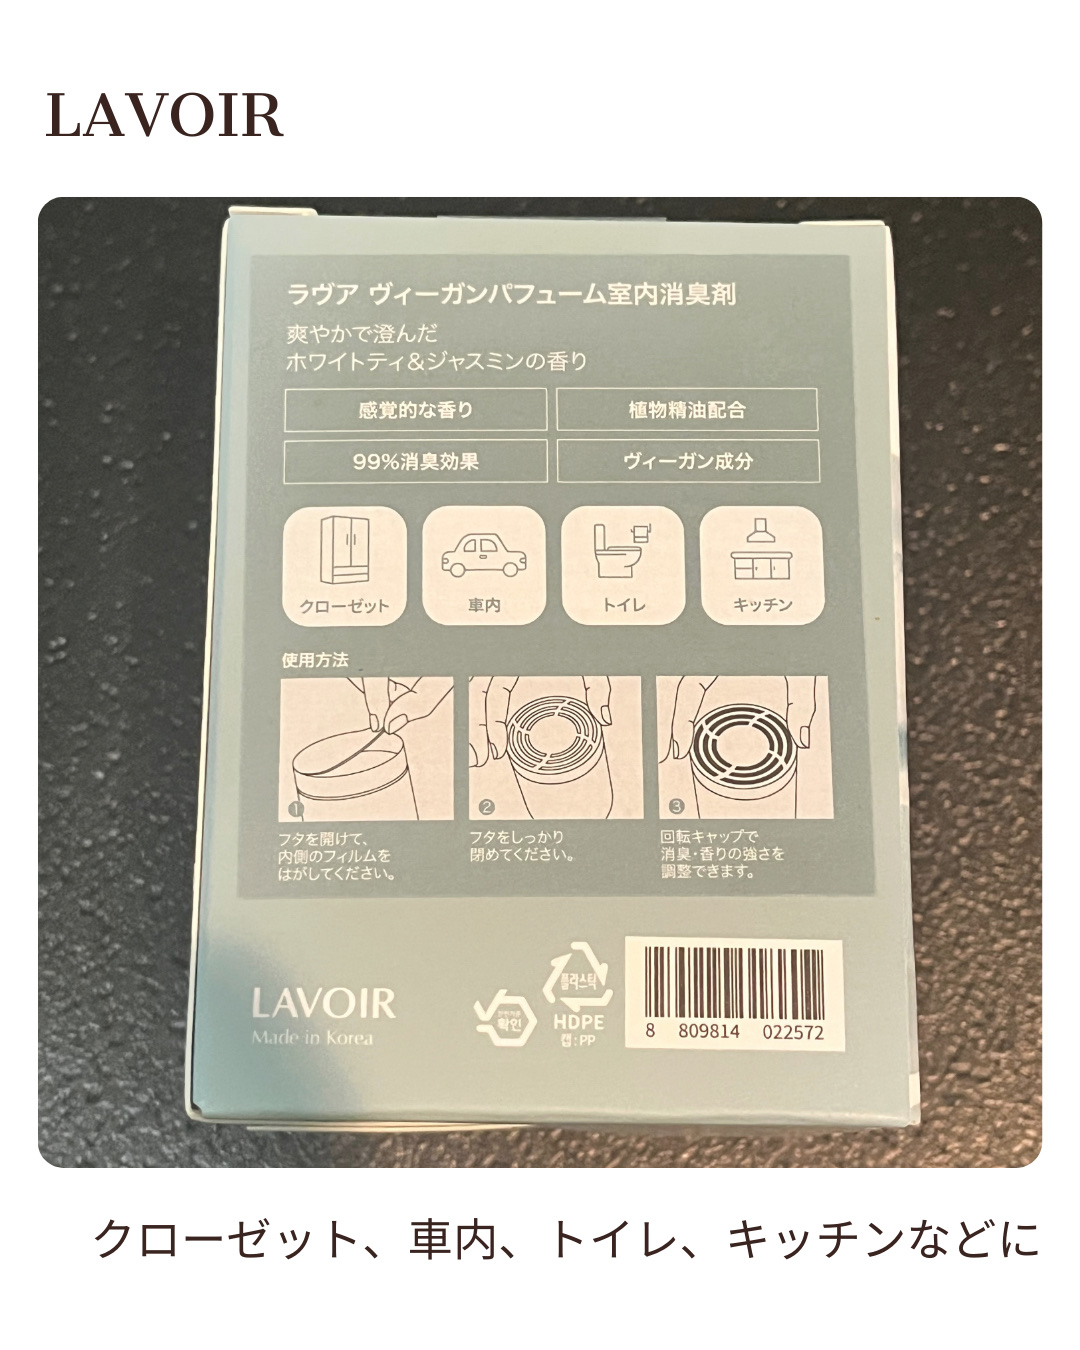 LAVOIR
ラヴア ヴィーガンパフューム室内消臭剤
爽やかで澄んだ
ホワイトティ&ジャスミンの香り
感覚的な香り
植物精油配合
99%消臭効果
ヴィーガン成分
クローゼット
車内
トイレ
キッチン
使用方法
1
2
3
フタを開けて、
内側のフィルムを
はがしてください。
フタをしっかり
閉めてください。
回転キャップで
消臭・香りの強さを
調整できます。
LAVOIR
Made in Korea
확인
플라스틱
HDPE
캡:PP
8 809814 022572
クローゼット、車内、トイレ、キッチンなどに